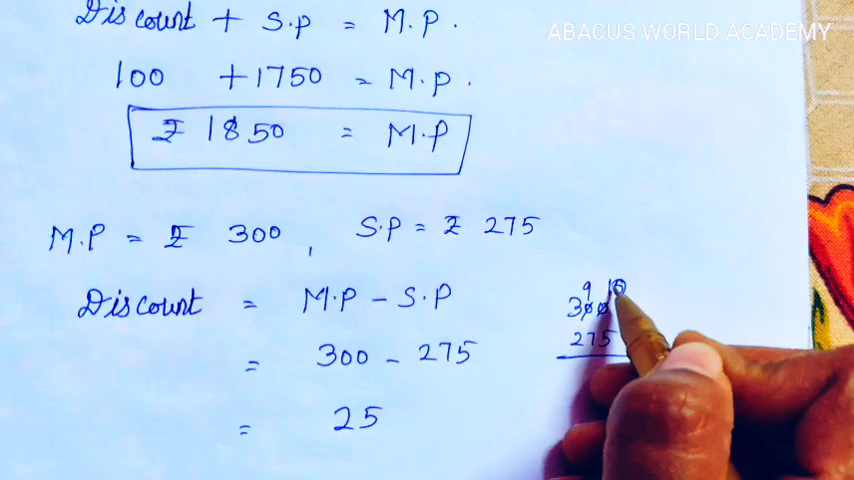 Discount + S.P = M.P.
ABACUS WORLD ACADEMY
100 + 1750 = M.P.
₹ 1850 = M.P
M.P = ₹ 300, S.P = ₹ 275
Discount = M.P - S.P
= 300 - 275
= 25
9 10
300
275